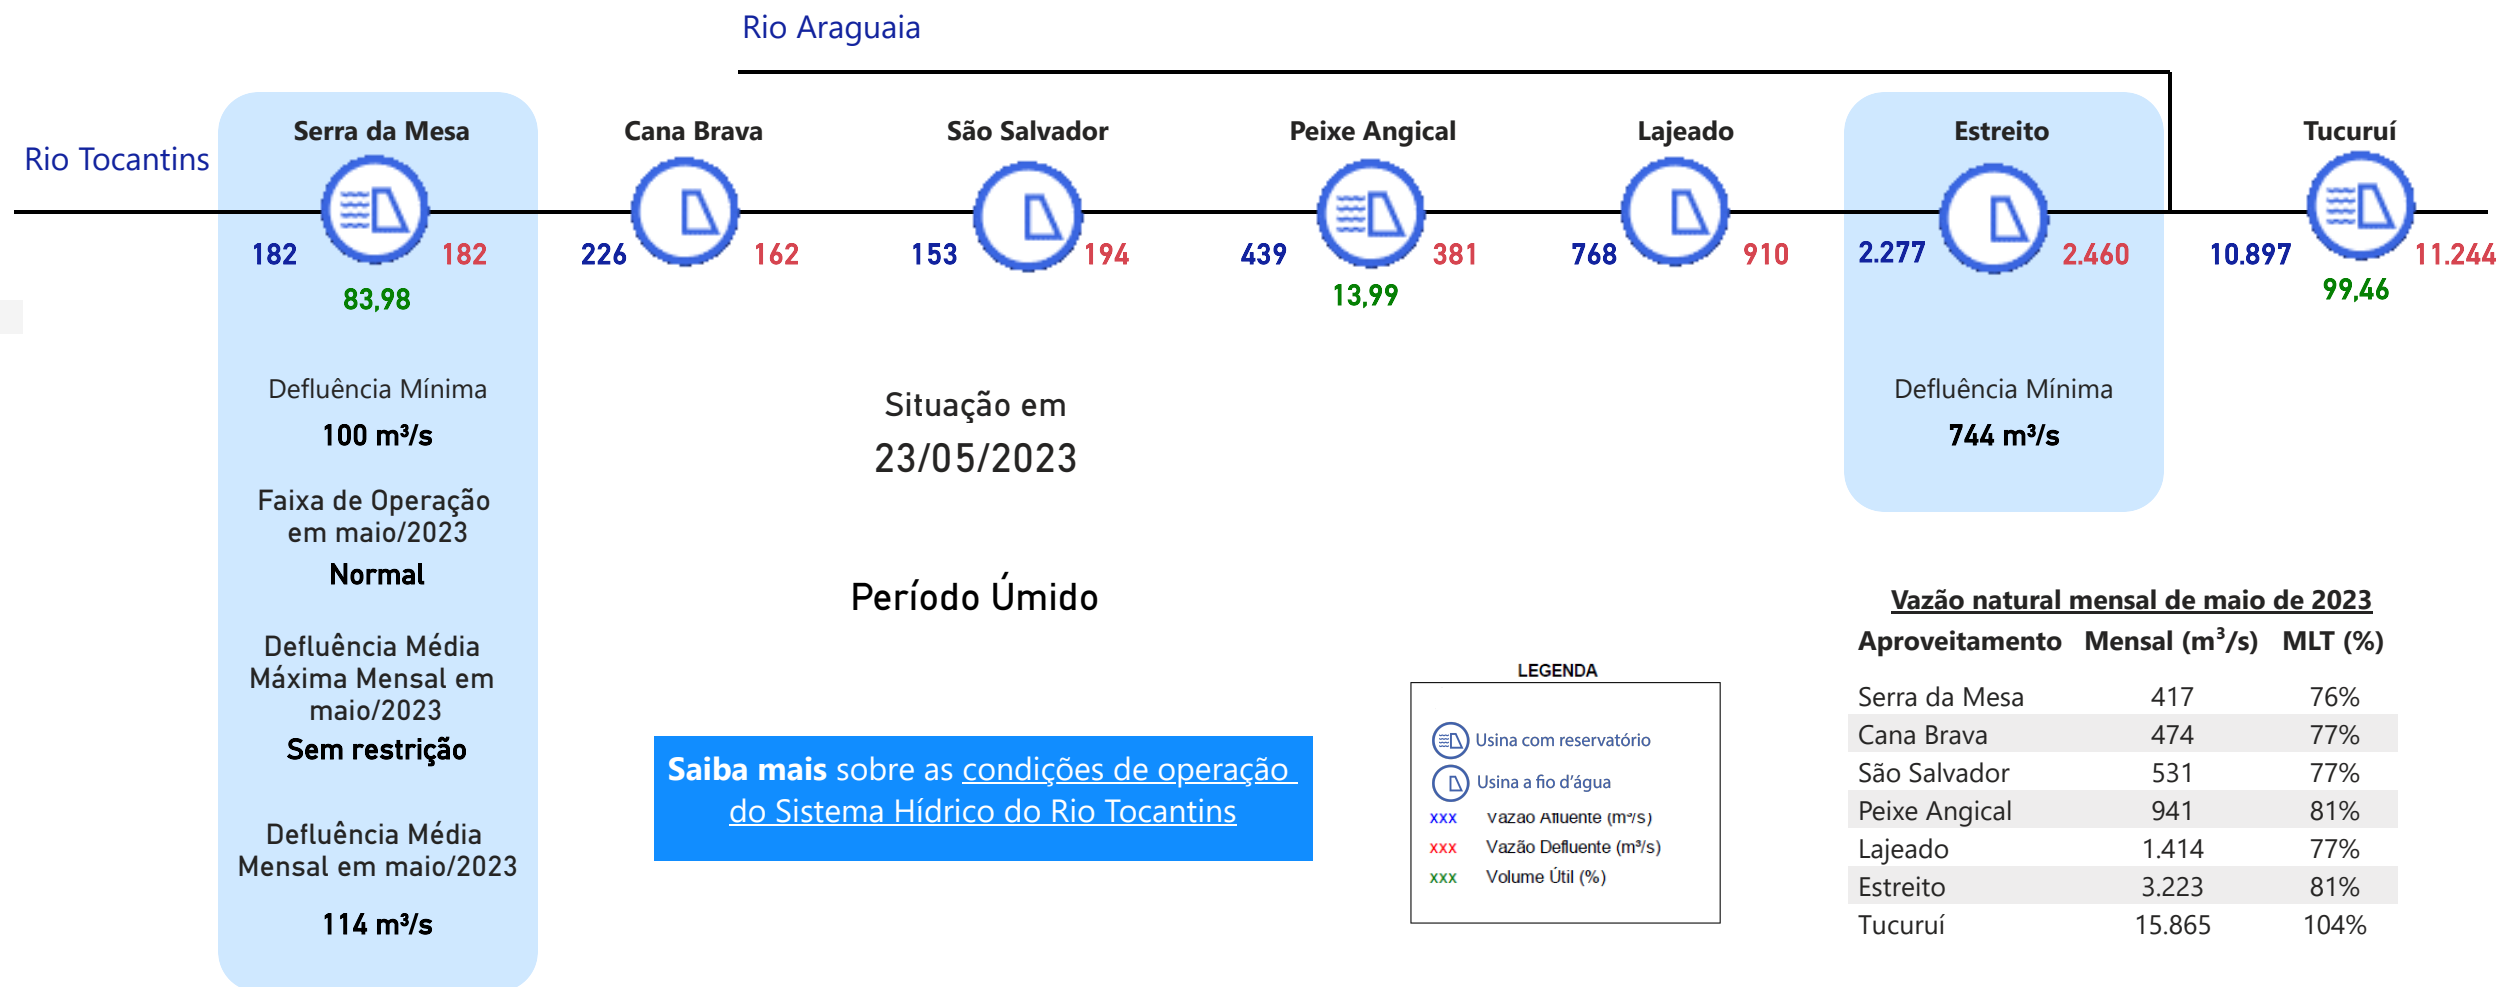 Rio Araguaia
Rio Tocantins
Serra da Mesa
Cana Brava
São Salvador
Peixe Angical
Lajeado
Estreito
Tucuruí
182 182
226 162
153 194
439 381
768 910
2.277 2.460
10.897 11.244
83,98
13,99
99,46
Defluência Mínima
100 m³/s
Faixa de Operação
em maio/2023
Normal
Defluência Média
Máxima Mensal em
maio/2023
Sem restrição
Defluência Média
Mensal em maio/2023
114 m³/s
Situação em
23/05/2023
Período Úmido
Saiba mais sobre as condições de operação
do Sistema Hídrico do Rio Tocantins
Defluência Mínima
744 m³/s
LEGENDA
Usina com reservatório
Usina a fio d'água
xxx Vazão Afluente (m³/s)
xxx Vazão Defluente (m³/s)
xxx Volume Útil (%)
Vazão natural mensal de maio de 2023
Aproveitamento Mensal (m³/s) MLT (%)
Serra da Mesa 417 76%
Cana Brava 474 77%
São Salvador 531 77%
Peixe Angical 941 81%
Lajeado 1.414 77%
Estreito 3.223 81%
Tucuruí 15.865 104%